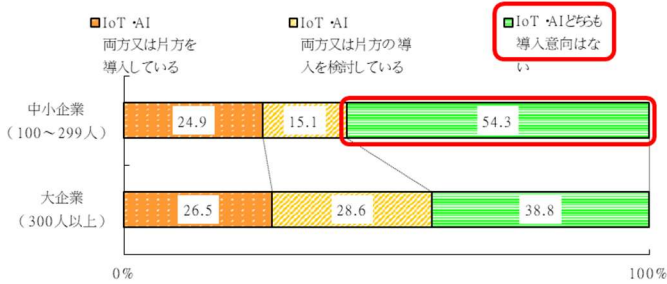 IoT・AI
両方又は片方を
導入している
IoT・AI
両方又は片方の導
入を検討している
IoT・AIどちらも
導入意向はな
い
中小企業
（100～299人）
24.9
15.1
54.3
大企業
（300人以上）
26.5
28.6
38.8
0%
100%